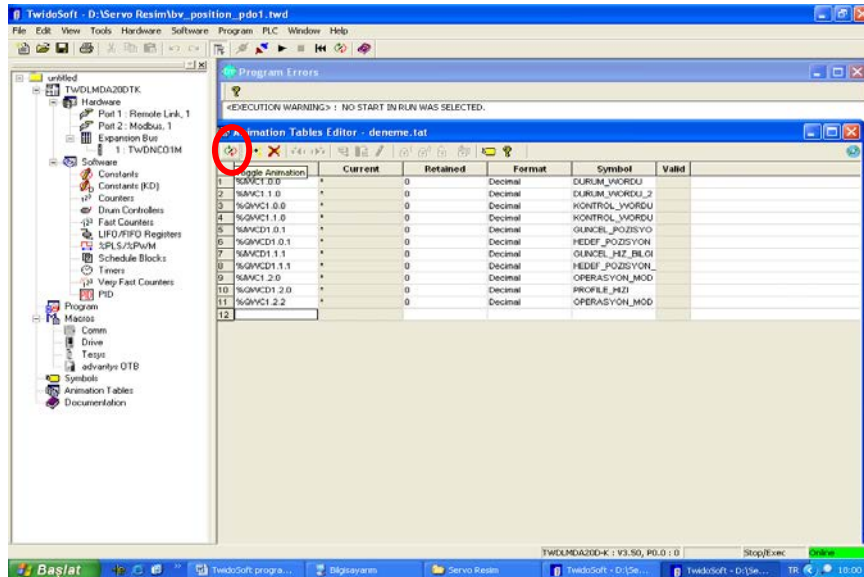 TwidoSoft - D:\Servo Resim\bv_position_pdo1.twd
File Edit View Tools Hardware Software Program PLC Window Help
untitled
TWDLMDA20DTK
Hardware
Port 1 : Remote Link, 1
Port 2 : Modbus, 1
Expansion Bus
1 : TWDNCO1M
Software
Constants
Constants (KD)
Counters
Drum Controllers
Fast Counters
LIFO/FIFO Registers
%PLS/%PWM
Schedule Blocks
Timers
Very Fast Counters
PID
Program
Macros
Comm
Drive
Tesys
advantys OTB
Symbols
Animation Tables
Documentation
Program Errors
<EXECUTION WARNING> : NO START IN RUN WAS SELECTED.
Animation Tables Editor - deneme.tat
Toggle Animation
Current Retained Format Symbol Valid
1 %IWC1.0.0 * 0 Decimal DURUM_WORDU
2 %IWC1.1.0 * 0 Decimal DURUM_WORDU_2
3 %QWC1.0.0 * 0 Decimal KONTROL_WORDU
4 %QWC1.1.0 * 0 Decimal KONTROL_WORDU
5 %IWCD1.0.1 * 0 Decimal GUNCEL_POZISYO
6 %QWCD1.0.1 * 0 Decimal HEDEF_POZISYON
7 %IWCD1.1.1 * 0 Decimal GUNCEL_HIZ_BILGI
8 %QWCD1.1.1 * 0 Decimal HEDEF_POZISYON_
9 %IWC1.2.0 * 0 Decimal OPERASYON_MOD
10 %QWCD1.2.0 * 0 Decimal PROFILE_HIZI
11 %QWC1.2.2 * 0 Decimal OPERASYON_MOD
12
TWDLMDA20D-K : V3.50, P0.0 : 0 Stop/Exec Online
Başlat TwidoSoft progra... Bilgisayarım Servo Resim TwidoSoft - D:\Se... TwidoSoft - D:\Se... TR 10:00